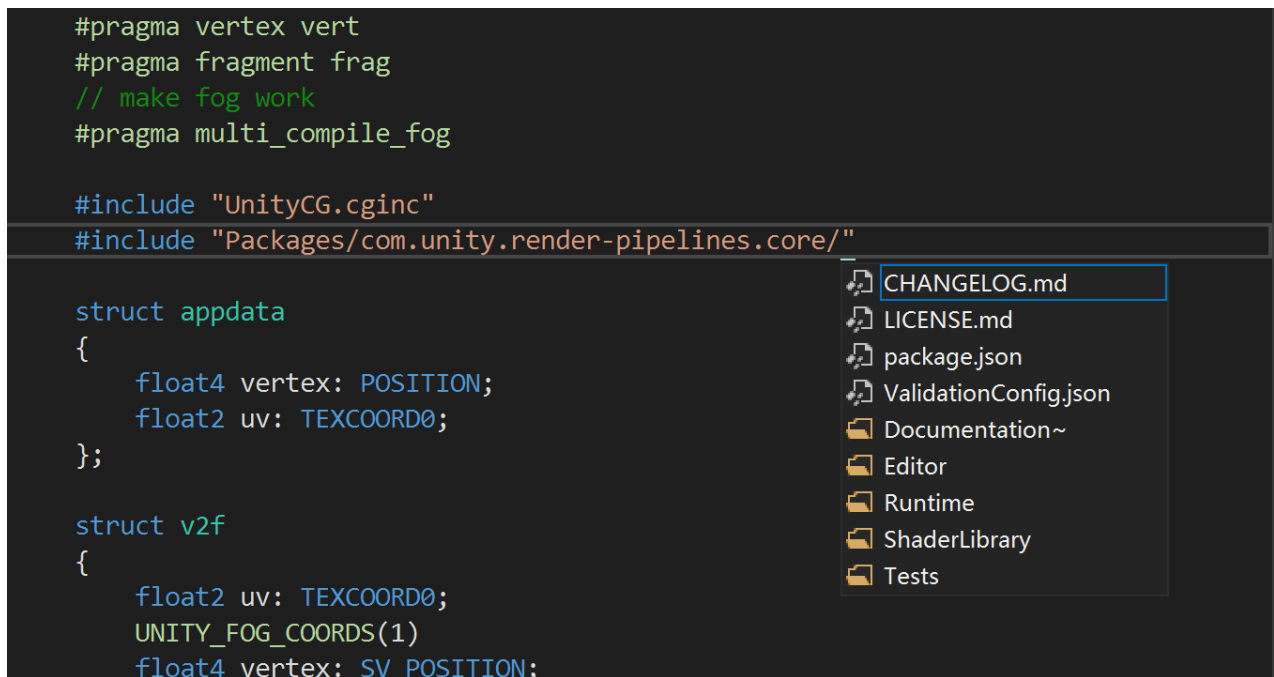 #pragma vertex vert
#pragma fragment frag
// make fog work
#pragma multi_compile_fog
#include "UnityCG.cginc"
#include "Packages/com.unity.render-pipelines.core/"
struct appdata
{
float4 vertex: POSITION;
float2 uv: TEXCOORD0;
};
struct v2f
{
float2 uv: TEXCOORD0;
UNITY_FOG_COORDS(1)
float4 vertex: SV_POSITION;
CHANGELOG.md
LICENSE.md
package.json
ValidationConfig.json
Documentation~
Editor
Runtime
ShaderLibrary
Tests